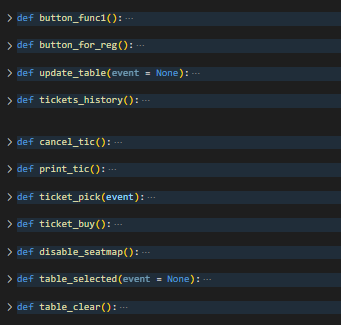 def button_func1(): ...
def button_for_reg(): ...
def update_table(event = None): ...
def tickets_history(): ...
def cancel_tic(): ...
def print_tic(): ...
def ticket_pick(event): ...
def ticket_buy(): ...
def disable_seatmap(): ...
def table_selected(event = None): ...
def table_clear(): ...